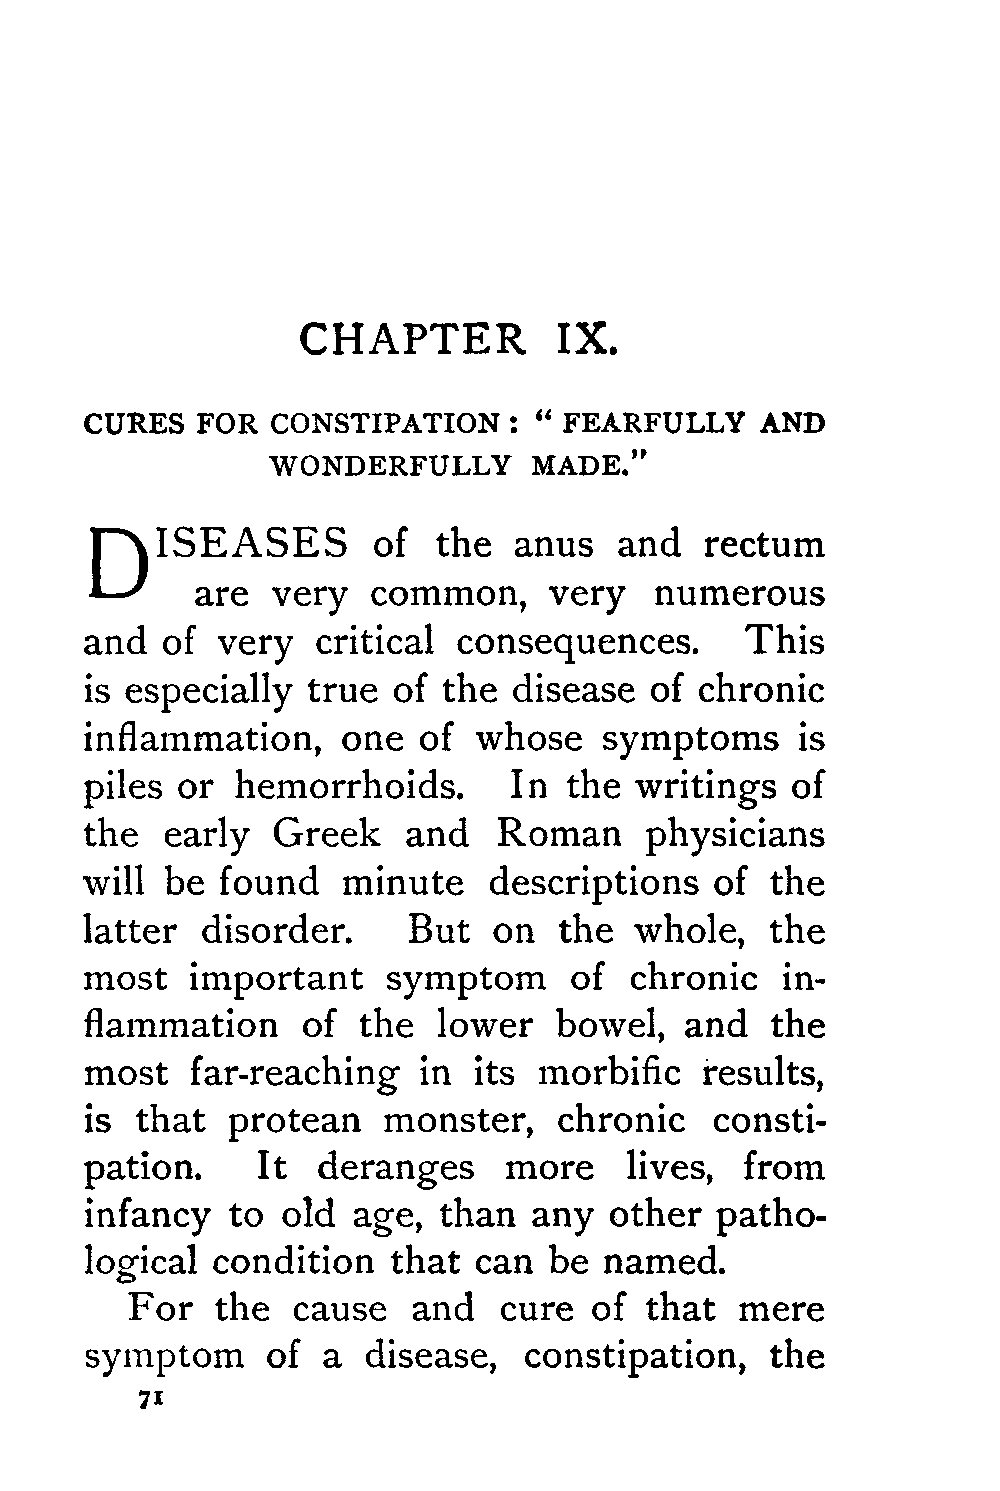 CHAPTER IX.
CURES FOR CONSTIPATION: “FEARFULLY AND
WONDERFULLY MADE.”
DISEASES of the anus and rectum
are very common, very numerous
and of very critical consequences. This
is especially true of the disease of chronic
inflammation, one of whose symptoms is
piles or hemorrhoids. In the writings of
the early Greek and Roman physicians
will be found minute descriptions of the
latter disorder. But on the whole, the
most important symptom of chronic in-
flammation of the lower bowel, and the
most far-reaching in its morbific results,
is that protean monster, chronic consti-
pation. It deranges more lives, from
infancy to old age, than any other patho-
logical condition that can be named.
For the cause and cure of that mere
symptom of a disease, constipation, the
71